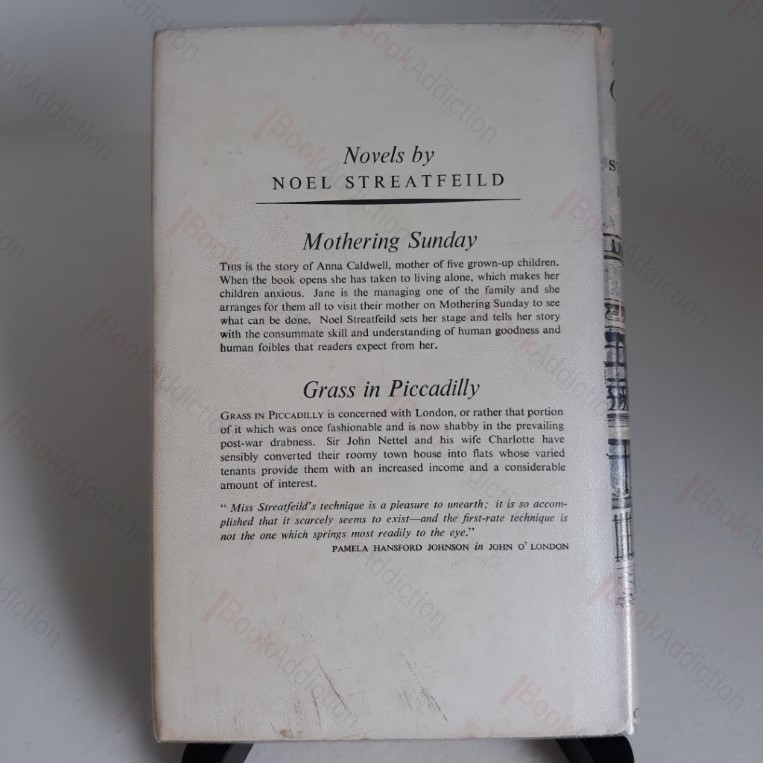 Novels by
NOEL STREATFEILD
Mothering Sunday
THIS is the story of Anna Caldwell, mother of five grown-up children.
When the book opens she has taken to living alone, which makes her
children anxious. Jane is the managing one of the family and she
arranges for them all to visit their mother on Mothering Sunday to see
what can be done. Noel Streatfeild sets her stage and tells her story
with the consummate skill and understanding of human goodness and
human foibles that readers expect from her.
Grass in Piccadilly
GRASS IN PICCADILLY is concerned with London, or rather that portion
of it which was once fashionable and is now shabby in the prevailing
post-war drabness. Sir John Nettel and his wife Charlotte have
sensibly converted their roomy town house into flats whose varied
tenants provide them with an increased income and a considerable
amount of interest.
" Miss Streatfeild's technique is a pleasure to unearth; it is so accom-
plished that it scarcely seems to exist—and the first-rate technique is
not the one which springs most readily to the eye."
PAMELA HANSFORD JOHNSON in JOHN O' LONDON
BookAddiction